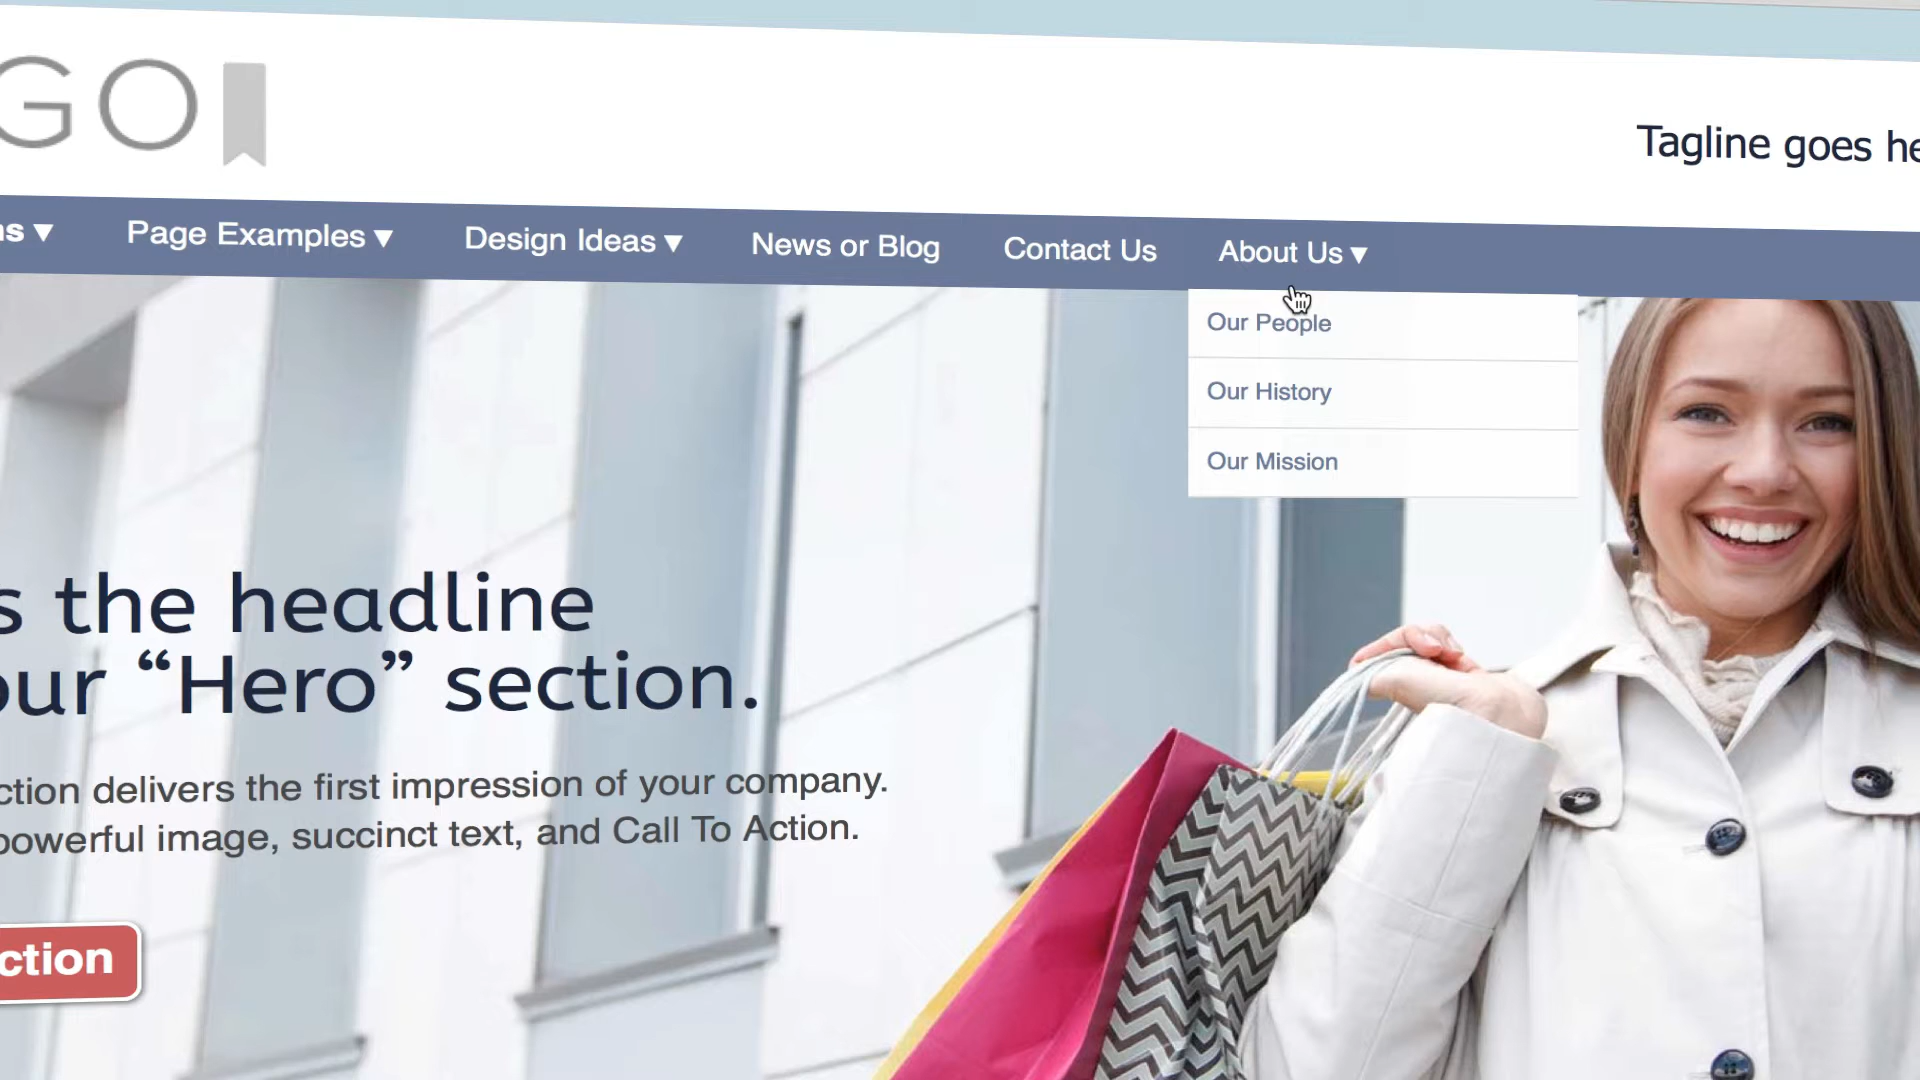 GO
Tagline goes he
ns ▼ Page Examples ▼ Design Ideas ▼ News or Blog Contact Us About Us ▼
Our People
Our History
Our Mission
s the headline
our “Hero” section.
ction delivers the first impression of your company.
powerful image, succinct text, and Call To Action.
ction